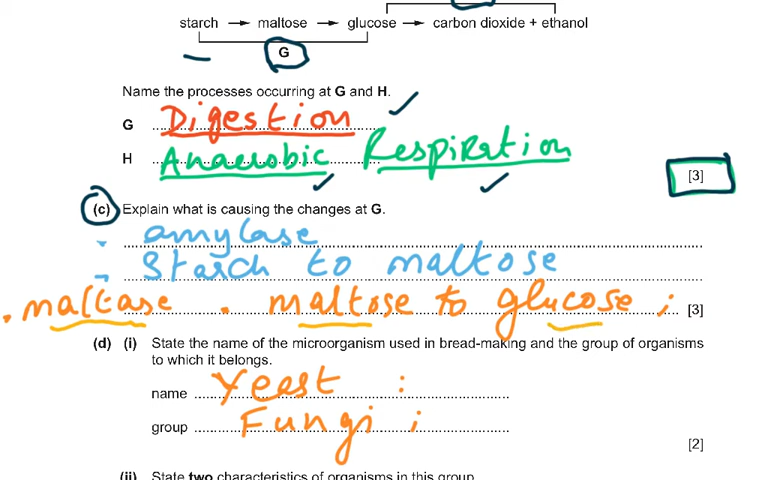 starch → maltose → glucose → carbon dioxide + ethanol
G
Name the processes occurring at G and H.
G Digestion
H Anaerobic Respiration
[3]
(c) Explain what is causing the changes at G.
amylase
Starch to maltose
maltase . maltose to glucose ; [3]
(d) (i) State the name of the microorganism used in bread-making and the group of organisms
to which it belongs.
name Yeast ;
group Fungi ;
[2]
(ii) State two characteristics of organisms in this group.